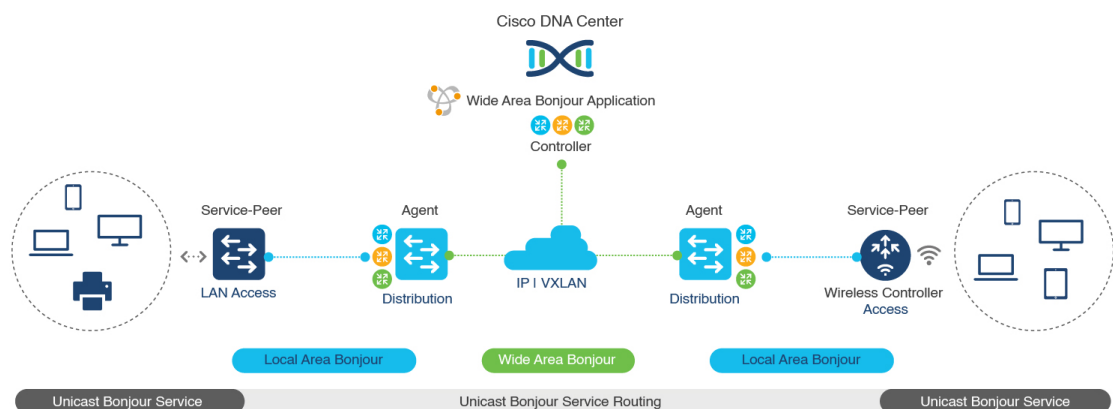 Cisco DNA Center
Wide Area Bonjour Application
Controller
Service-Peer
Agent
Agent
Service-Peer
LAN Access
Distribution
IP | VXLAN
Distribution
Wireless Controller
Access
Local Area Bonjour
Wide Area Bonjour
Local Area Bonjour
Unicast Bonjour Service
Unicast Bonjour Service Routing
Unicast Bonjour Service